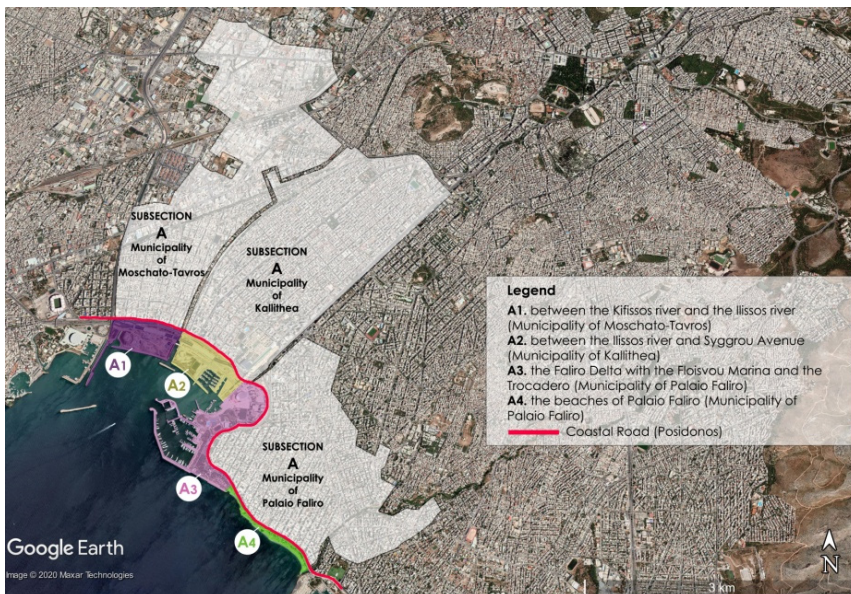 SUBSECTION
A
Municipality
of
Moschato-Tavros
SUBSECTION
A
Municipality
of
Kallithea
Legend
A1. between the Kifissos river and the Ilissos river
(Municipality of Moschato-Tavros)
A2. between the Ilissos river and Syggrou Avenue
(Municipality of Kallithea)
A3. the Faliro Delta with the Floisvou Marina and the
Trocadero (Municipality of Palaio Faliro)
A4. the beaches of Palaio Faliro (Municipality of
Palaio Faliro)
Coastal Road (Posidonos)
A1
A2
SUBSECTION
A
Municipality
of
Palaio Faliro
A3
A4
Google Earth
Image © 2020 Maxar Technologies
N
3 km